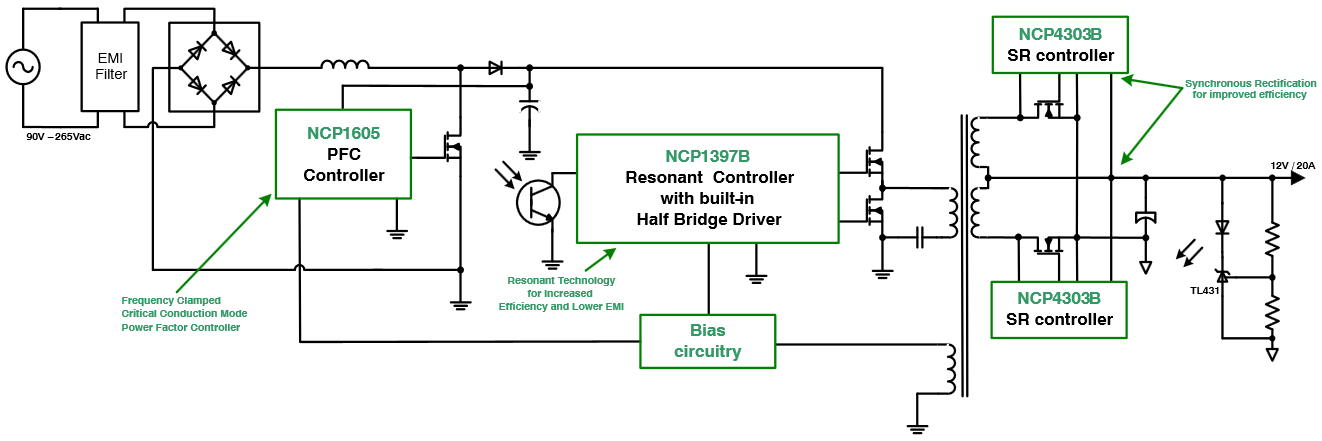 EMI
Filter
90V – 265Vac
NCP1605
PFC
Controller
Frequency Clamped
Critical Conduction Mode
Power Factor Controller
NCP1397B
Resonant Controller
with built-in
Half Bridge Driver
Resonant Technology
for Increased
Efficiency and Lower EMI
Bias
circuitry
NCP4303B
SR controller
Synchronous Rectification
for improved efficiency
12V / 20A
TL431
NCP4303B
SR controller